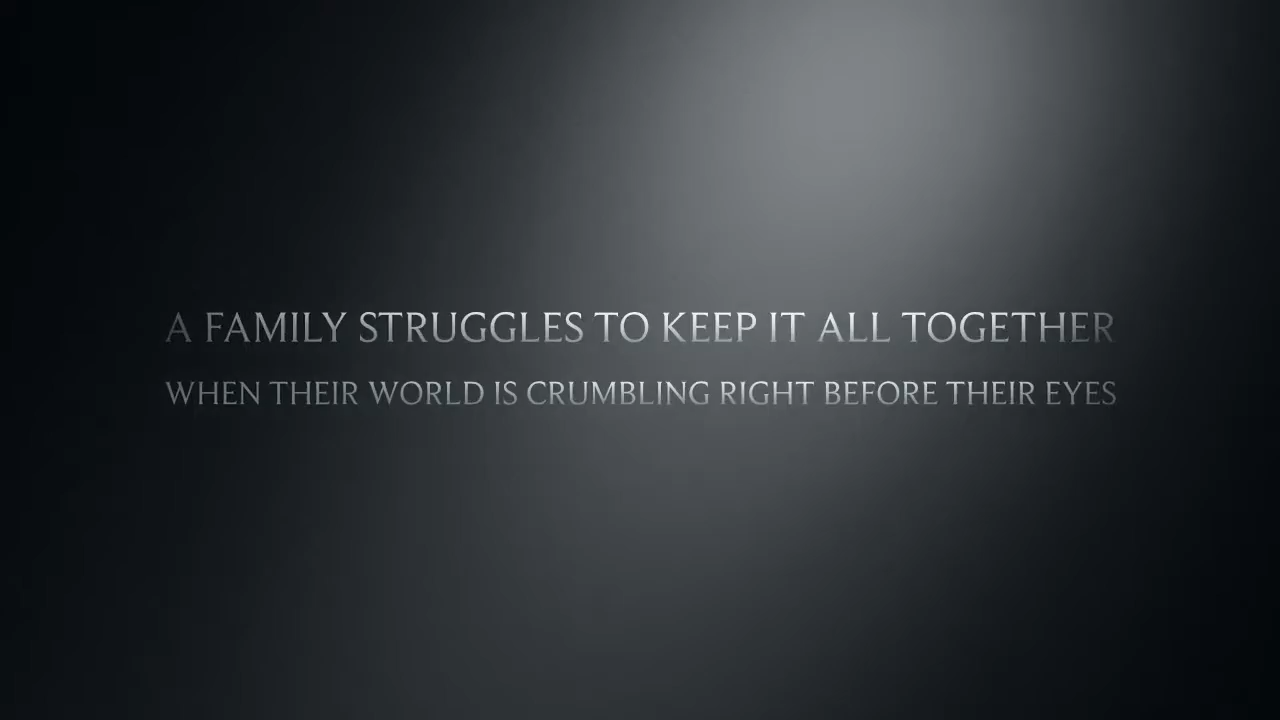 A FAMILY STRUGGLES TO KEEP IT ALL TOGETHER
WHEN THEIR WORLD IS CRUMBLING RIGHT BEFORE THEIR EYES